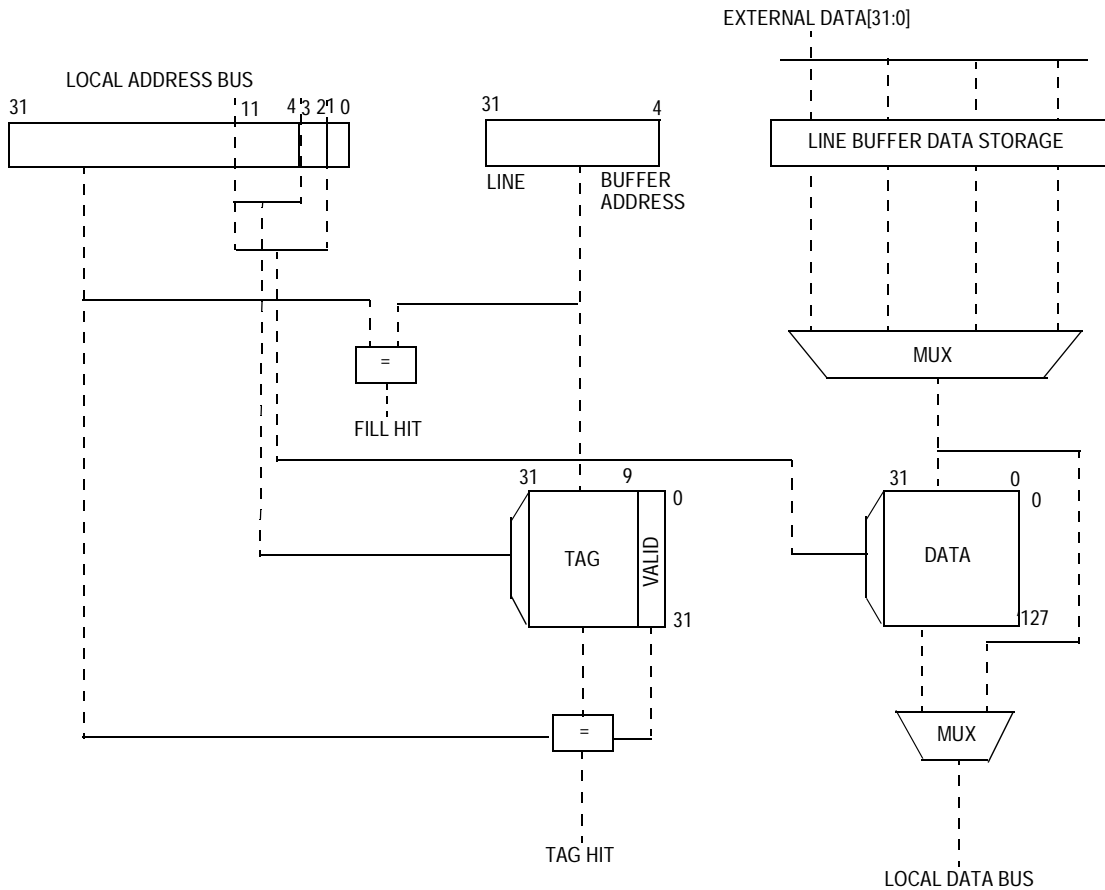 EXTERNAL DATA[31:0]
LOCAL ADDRESS BUS
31 11 4 3 2 1 0
31 4
LINE BUFFER DATA STORAGE
LINE BUFFER
ADDRESS
MUX
=
FILL HIT
31 9 0
31 0 0
TAG
VALID
DATA
31
127
=
MUX
TAG HIT
LOCAL DATA BUS